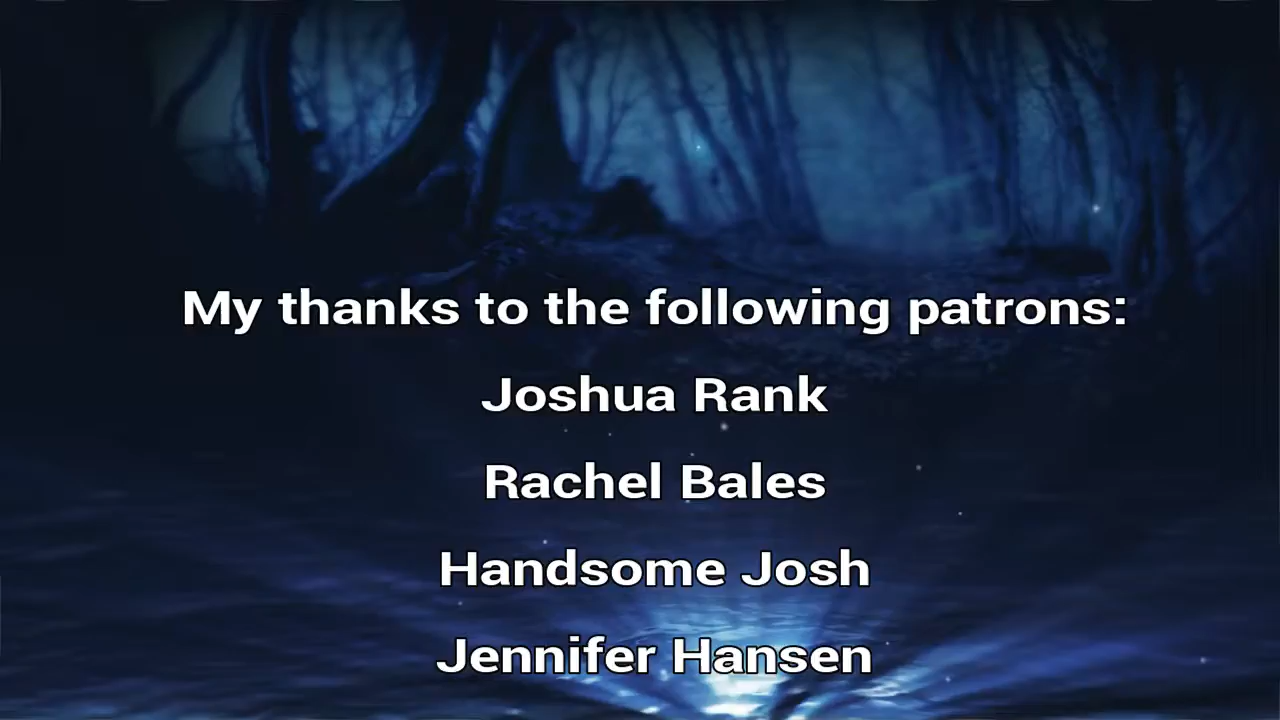 My thanks to the following patrons:
Joshua Rank
Rachel Bales
Handsome Josh
Jennifer Hansen